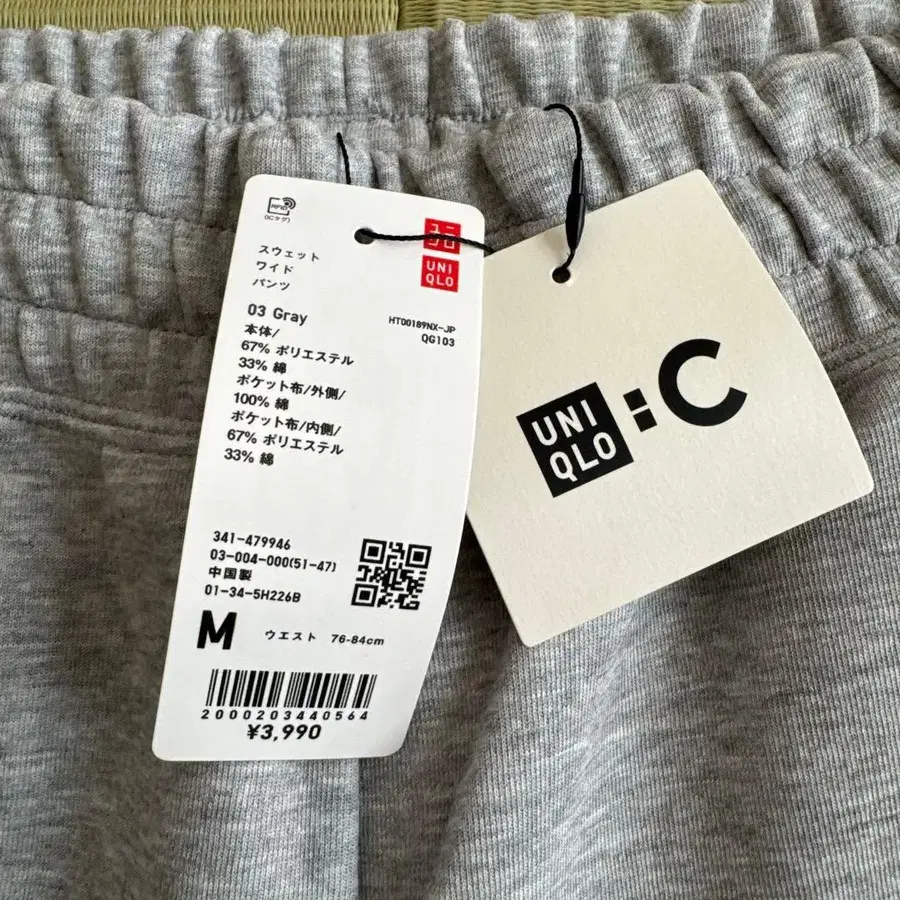 RFID
(ICタグ)
ユニ
クロ
UNI
QLO
スウェット
ワイド
パンツ
03 Gray
HT00189NX-JP
QG103
本体/
67% ポリエステル
33% 綿
ポケット布/外側/
100% 綿
ポケット布/内側/
67% ポリエステル
33% 綿
341-479946
03-004-000(51-47)
中国製
01-34-5H226B
M ウエスト 76-84cm
2000203440564
¥3,990
UNI
QLO
:C